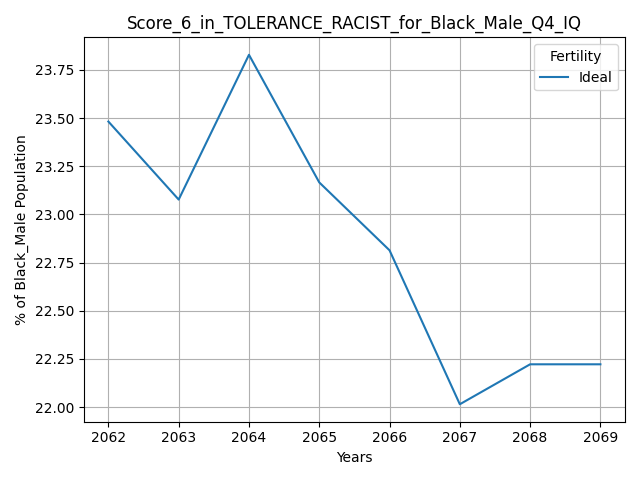 Score_6_in_TOLERANCE_RACIST_for_Black_Male_Q4_IQ
Fertility
Ideal
% of Black_Male Population
23.75
23.50
23.25
23.00
22.75
22.50
22.25
22.00
2062 2063 2064 2065 2066 2067 2068 2069
Years